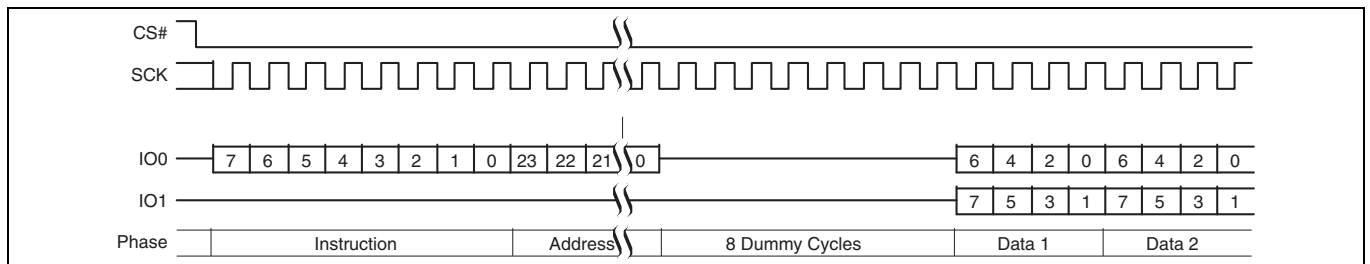 CS#
SCK
IO0 7 6 5 4 3 2 1 0 23 22 21 0 6 4 2 0 6 4 2 0
IO1 7 5 3 1 7 5 3 1
Phase Instruction Address 8 Dummy Cycles Data 1 Data 2